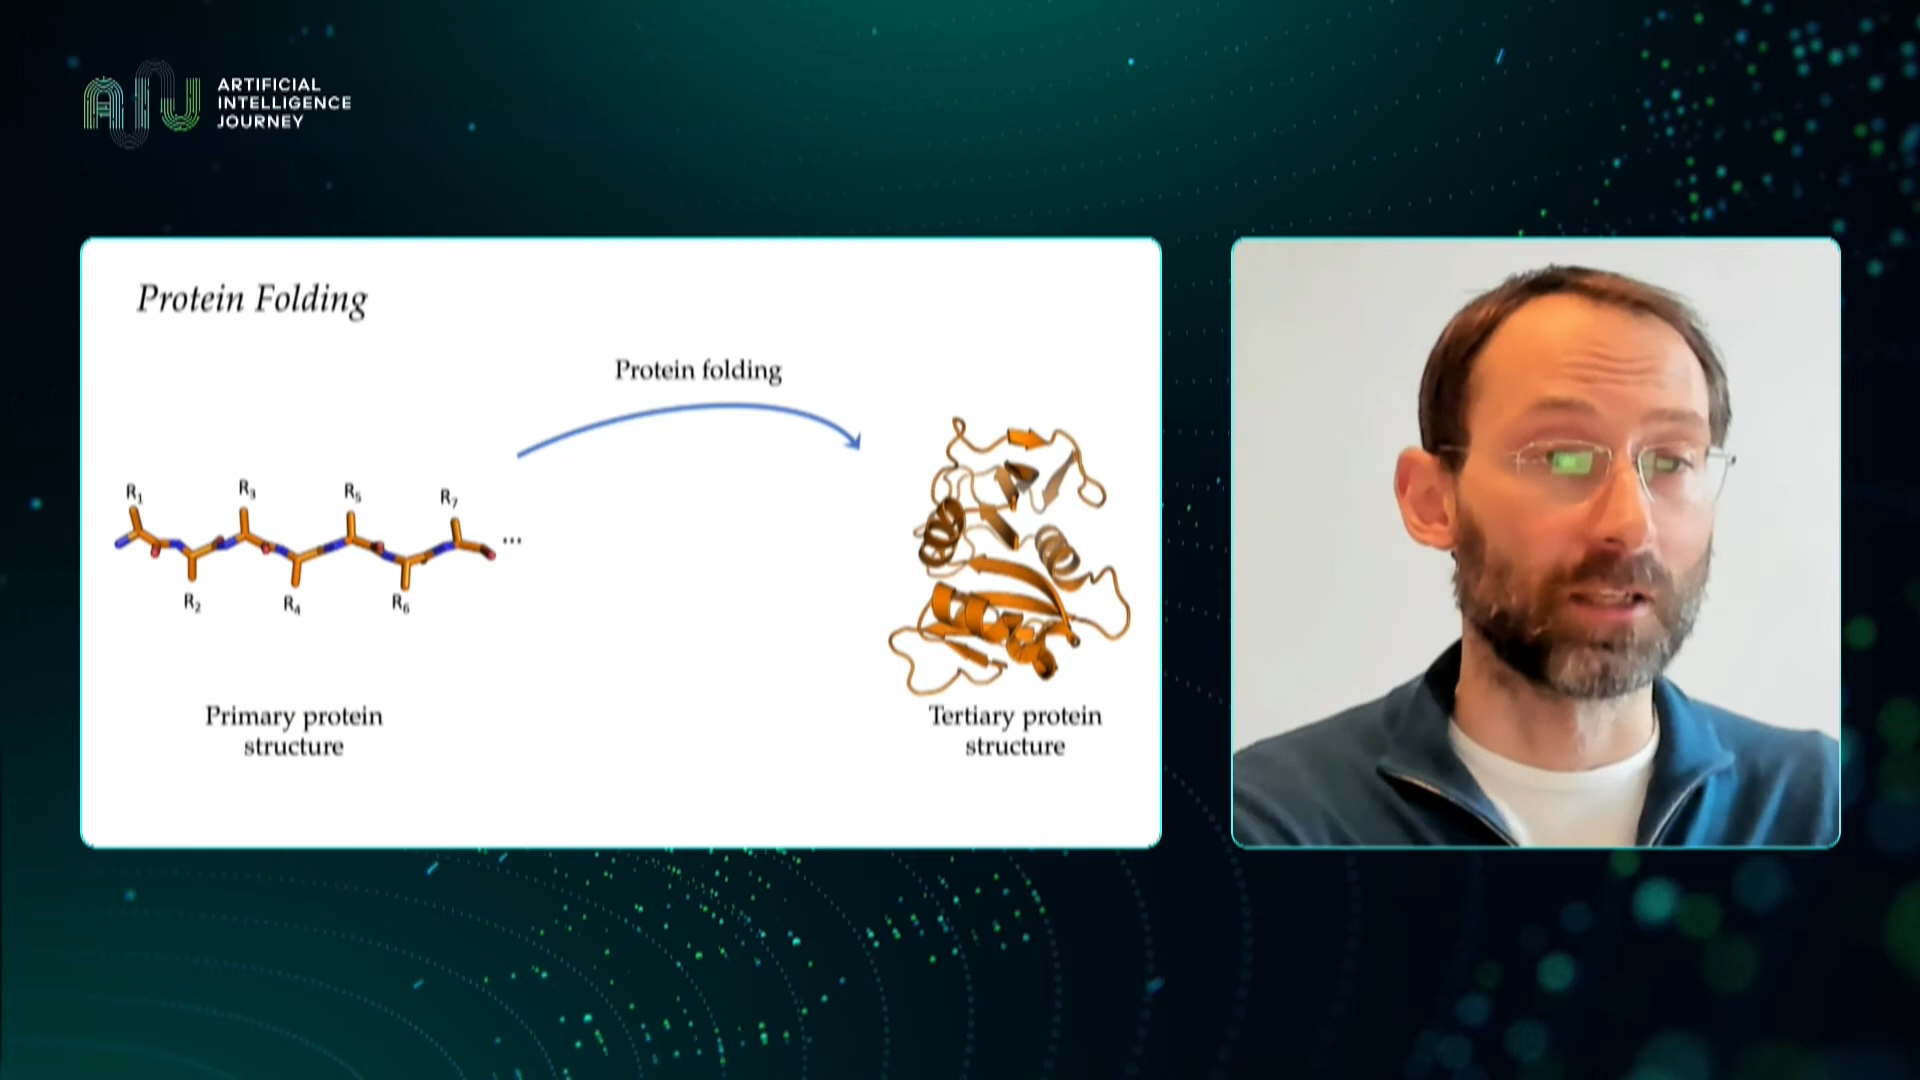 ARTIFICIAL
INTELLIGENCE
JOURNEY
Protein Folding
Protein folding
R₁
R₃
R₅
R₇
...
R₂
R₄
R₆
Primary protein
structure
Tertiary protein
structure